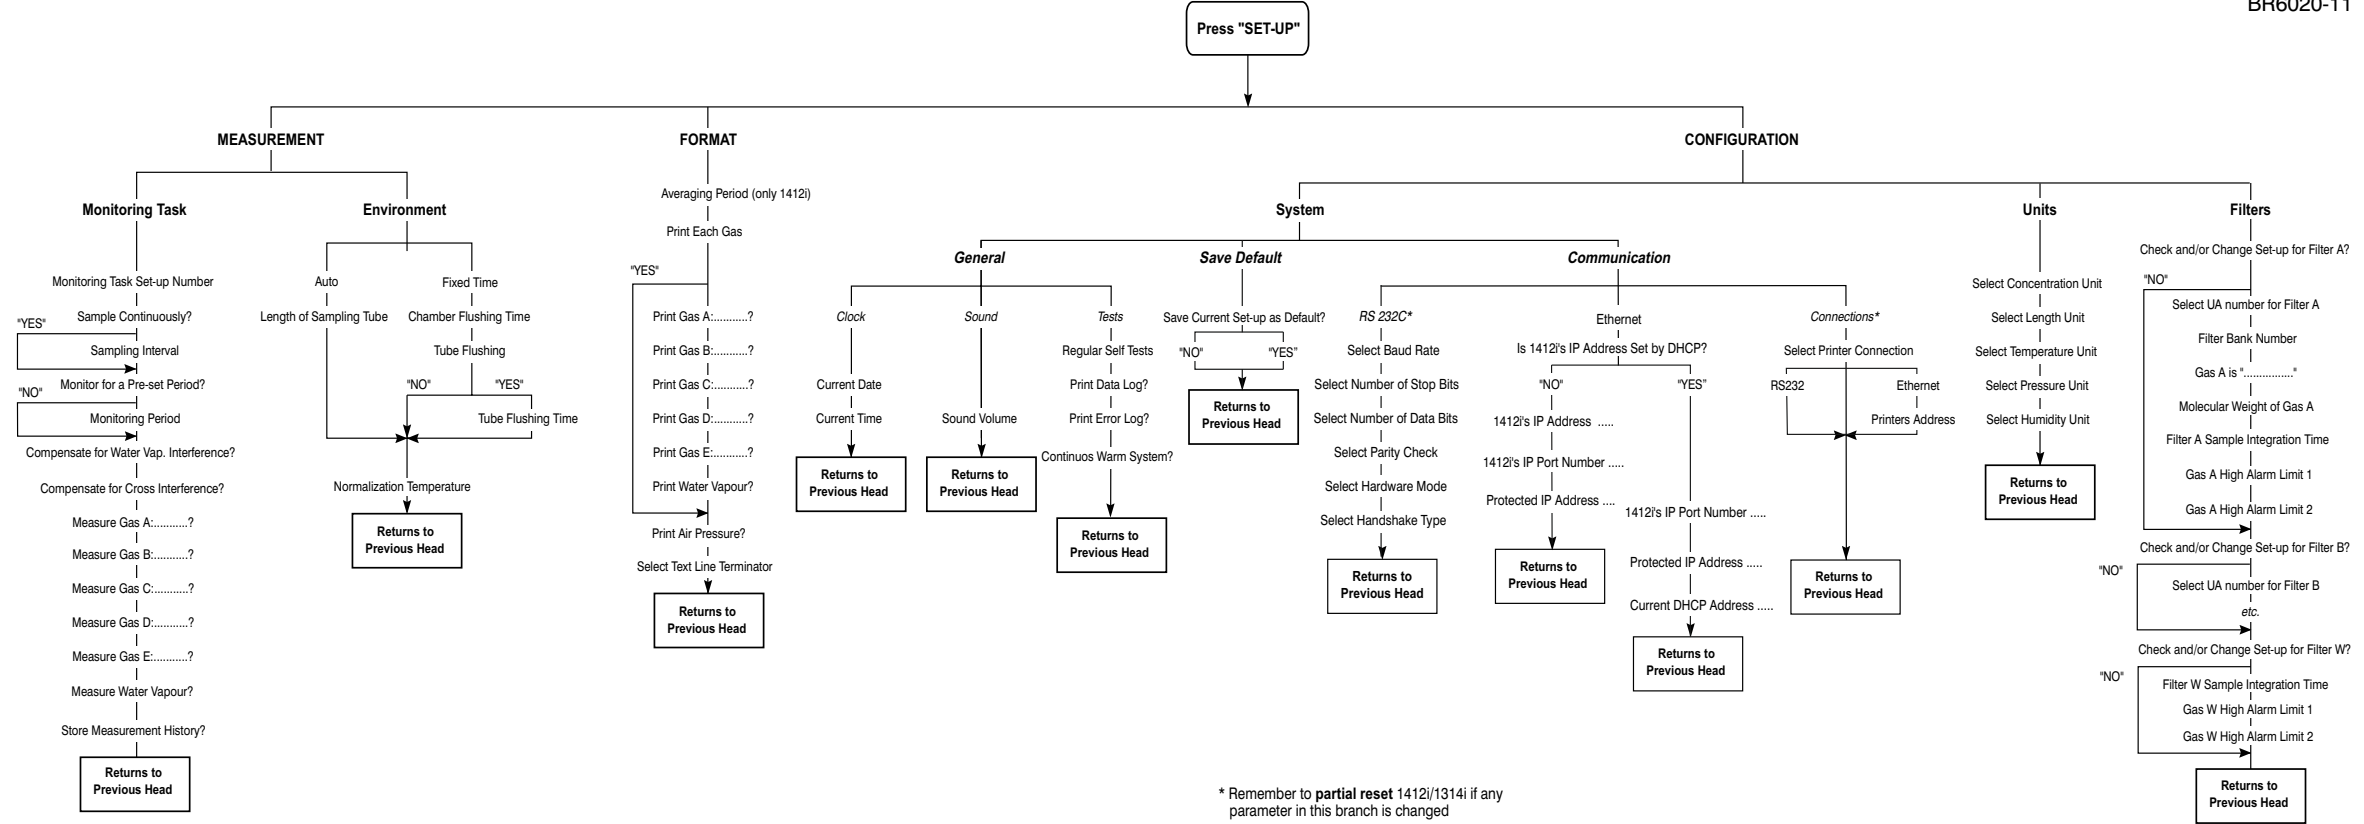 BR6020-11
Press "SET-UP"
MEASUREMENT
Monitoring Task
Monitoring Task Set-up Number
Sample Continuously?
"YES"
Sampling Interval
Monitor for a Pre-set Period?
"NO"
Monitoring Period
Compensate for Water Vap. Interference?
Compensate for Cross Interference?
Measure Gas A:...........?
Measure Gas B:...........?
Measure Gas C:...........?
Measure Gas D:...........?
Measure Gas E:...........?
Measure Water Vapour?
Store Measurement History?
Returns to
Previous Head
Environment
Auto
Length of Sampling Tube
Fixed Time
Chamber Flushing Time
Tube Flushing
"NO"
"YES"
Tube Flushing Time
Normalization Temperature
Returns to
Previous Head
FORMAT
Averaging Period (only 1412i)
Print Each Gas
"YES"
Print Gas A:...........?
Print Gas B:...........?
Print Gas C:...........?
Print Gas D:...........?
Print Gas E:...........?
Print Water Vapour?
Print Air Pressure?
Select Text Line Terminator
Returns to
Previous Head
CONFIGURATION
System
General
Clock
Current Date
Current Time
Returns to
Previous Head
Sound
Sound Volume
Returns to
Previous Head
Tests
Regular Self Tests
Print Data Log?
Print Error Log?
Continuos Warm System?
Returns to
Previous Head
Save Default
Save Current Set-up as Default?
"NO"
"YES"
Returns to
Previous Head
Communication
RS 232C*
Select Baud Rate
Select Number of Stop Bits
Select Number of Data Bits
Select Parity Check
Select Hardware Mode
Select Handshake Type
Returns to
Previous Head
Ethernet
Is 1412i's IP Address Set by DHCP?
"NO"
1412i's IP Address .....
1412i's IP Port Number .....
Protected IP Address ....
Returns to
Previous Head
"YES"
1412i's IP Port Number .....
Protected IP Address .....
Current DHCP Address .....
Returns to
Previous Head
Connections*
Select Printer Connection
RS232
Ethernet
Printers Address
Returns to
Previous Head
Units
Select Concentration Unit
Select Length Unit
Select Temperature Unit
Select Pressure Unit
Select Humidity Unit
Returns to
Previous Head
Filters
Check and/or Change Set-up for Filter A?
"NO"
Select UA number for Filter A
Filter Bank Number
Gas A is "..............."
Molecular Weight of Gas A
Filter A Sample Integration Time
Gas A High Alarm Limit 1
Gas A High Alarm Limit 2
Check and/or Change Set-up for Filter B?
"NO"
Select UA number for Filter B
etc.
Check and/or Change Set-up for Filter W?
"NO"
Filter W Sample Integration Time
Gas W High Alarm Limit 1
Gas W High Alarm Limit 2
Returns to
Previous Head
* Remember to partial reset 1412i/1314i if any
parameter in this branch is changed